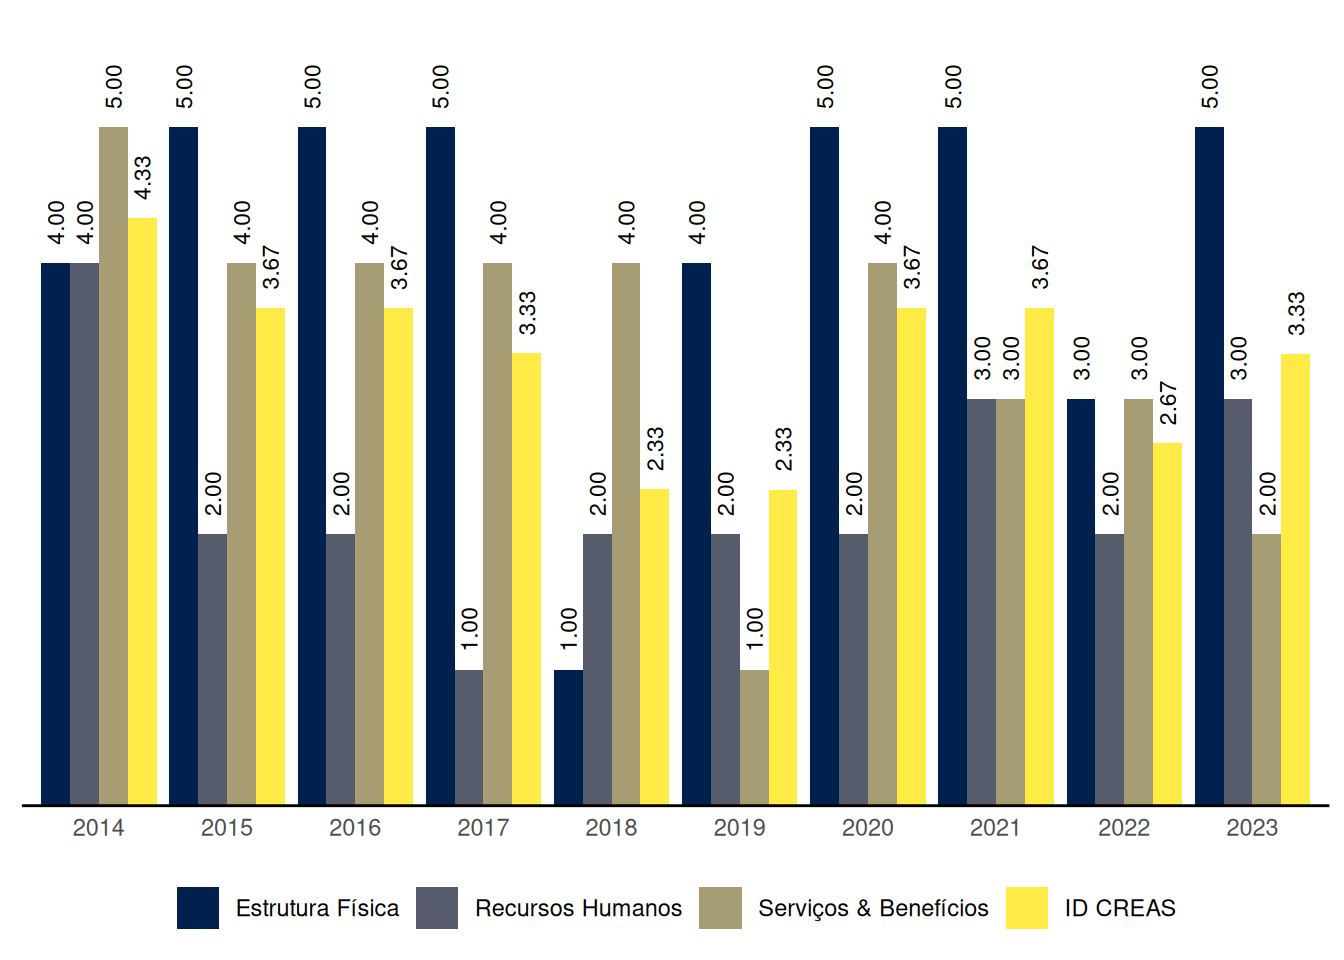 4.00 4.00 5.00 4.33
5.00 2.00 4.00 3.67
5.00 2.00 4.00 3.67
5.00 1.00 4.00 3.33
1.00 2.00 4.00 2.33
4.00 2.00 1.00 2.33
5.00 2.00 4.00 3.67
5.00 3.00 3.00 3.67
3.00 2.00 3.00 2.67
5.00 3.00 2.00 3.33
2014 2015 2016 2017 2018 2019 2020 2021 2022 2023
Estrutura Física Recursos Humanos Serviços & Benefícios ID CREAS